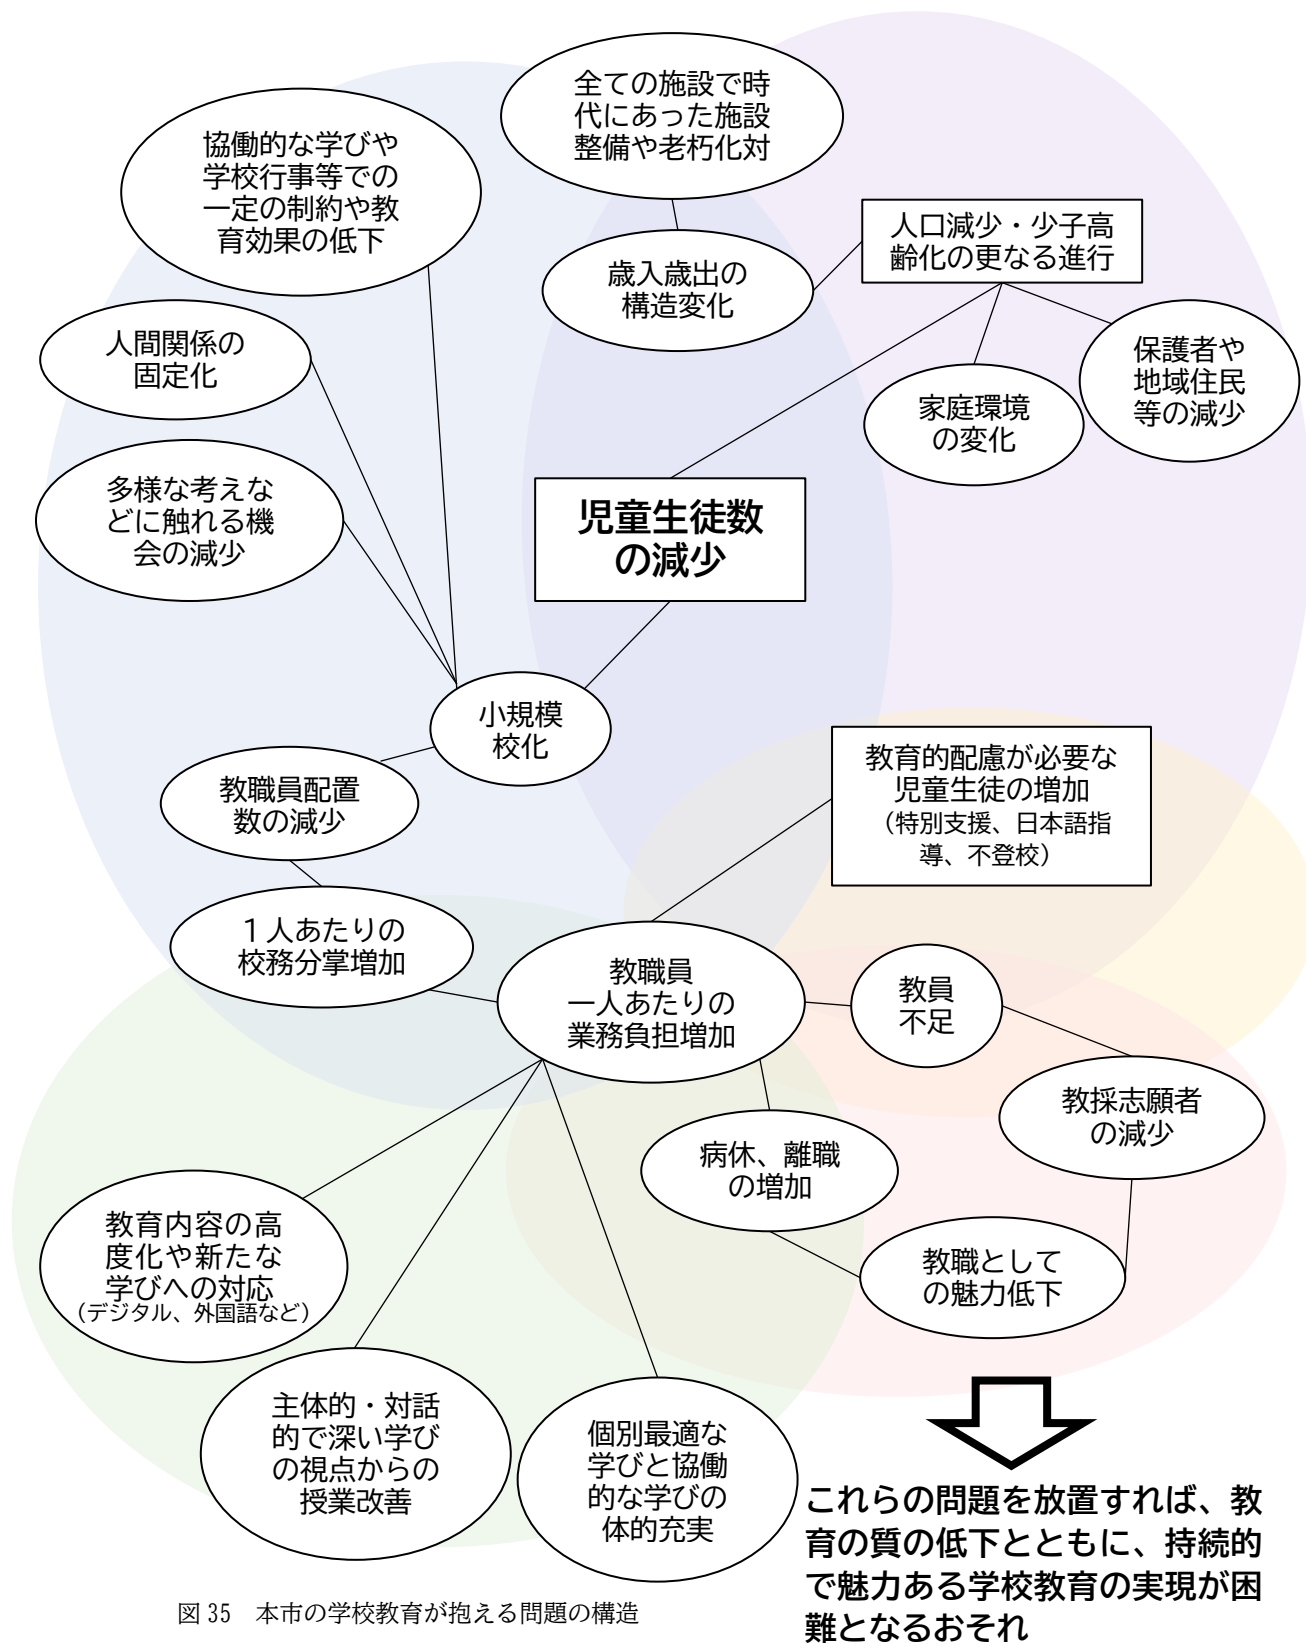 全ての施設で時
代にあった施設
整備や老朽化対
協働的な学びや
学校行事等での
一定の制約や教
育効果の低下
人口減少・少子高
齢化の更なる進行
歳入歳出の
構造変化
人間関係の
固定化
保護者や
地域住民
等の減少
家庭環境
の変化
多様な考えな
どに触れる機
会の減少
児童生徒数
の減少
小規模
校化
教職員配置
数の減少
教育的配慮が必要な
児童生徒の増加
（特別支援、日本語指
導、不登校）
１人あたりの
校務分掌増加
教職員
一人あたりの
業務負担増加
教員
不足
教採志願者
の減少
病休、離職
の増加
教職として
の魅力低下
教育内容の高
度化や新たな
学びへの対応
（デジタル、外国語など）
主体的・対話
的で深い学び
の視点からの
授業改善
個別最適な
学びと協働
的な学びの
体的充実
これらの問題を放置すれば、教
育の質の低下とともに、持続的
で魅力ある学校教育の実現が困
難となるおそれ
図 35　本市の学校教育が抱える問題の構造